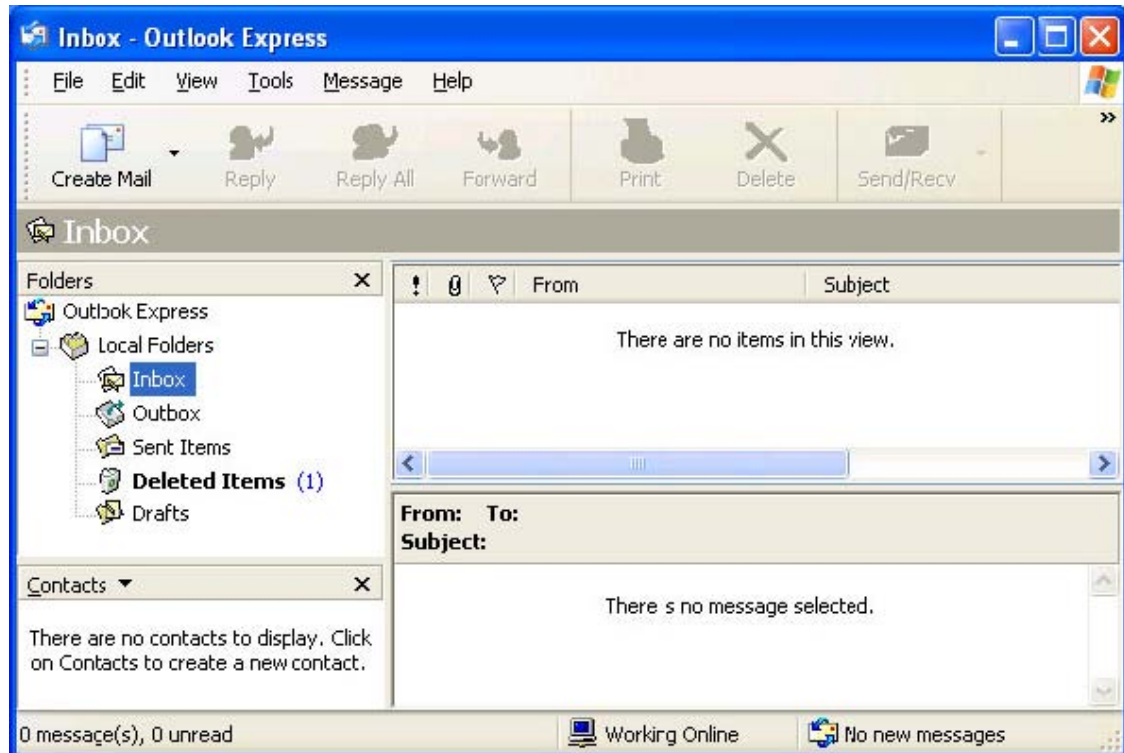 Inbox - Outlook Express
File Edit View Tools Message Help
Create Mail Reply Reply All Forward Print Delete Send/Recv »
Inbox
Folders
Outlook Express
Local Folders
Inbox
Outbox
Sent Items
Deleted Items (1)
Drafts
Contacts
There are no contacts to display. Click
on Contacts to create a new contact.
! From Subject
There are no items in this view.
From: To:
Subject:
There s no message selected.
0 message(s), 0 unread Working Online No new messages